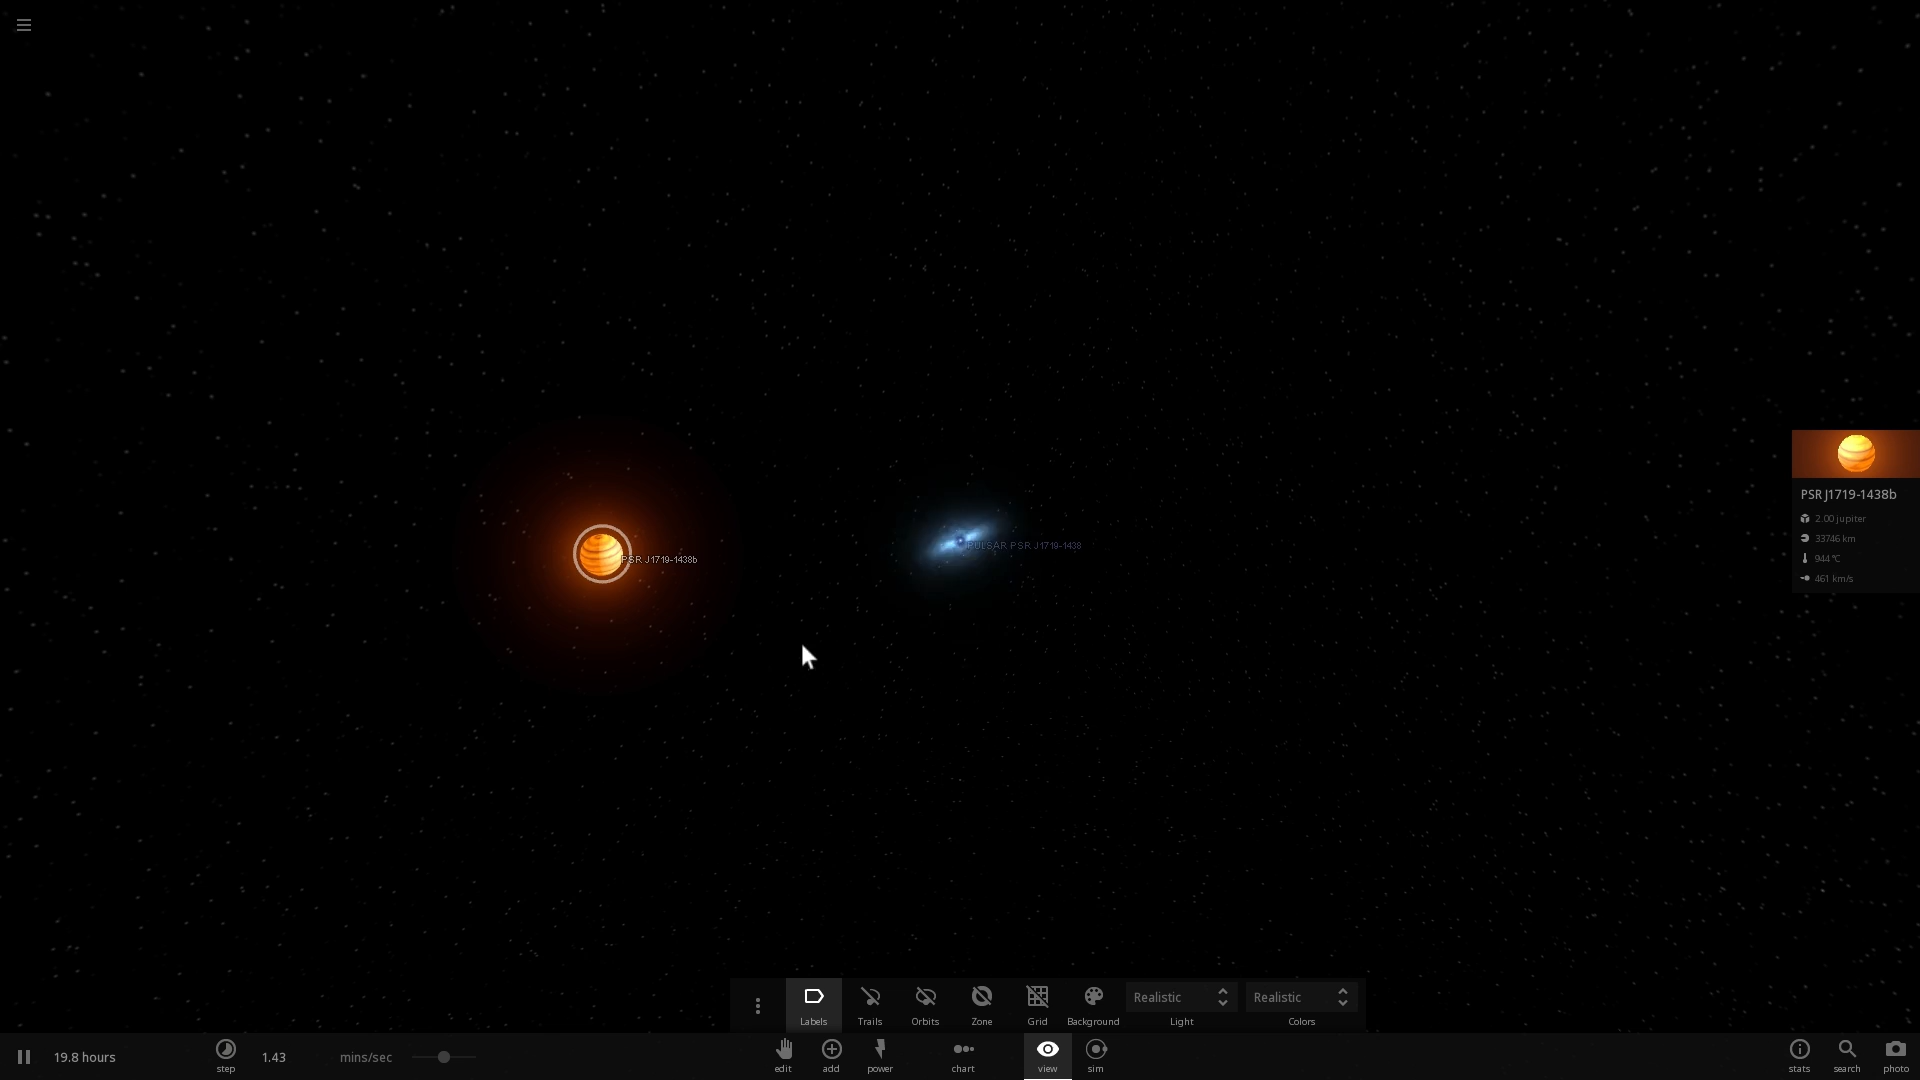 PSR J1719-1438b
PULSAR PSR J1719-1438
PSR J1719-1438b
2.00 jupiter
33746 km
944 °C
461 km/s
Realistic
Realistic
Labels
Trails
Orbits
Zone
Grid
Background
Light
Colors
19.8 hours
step
1.43
mins/sec
edit
add
power
chart
view
sim
stats
search
photo